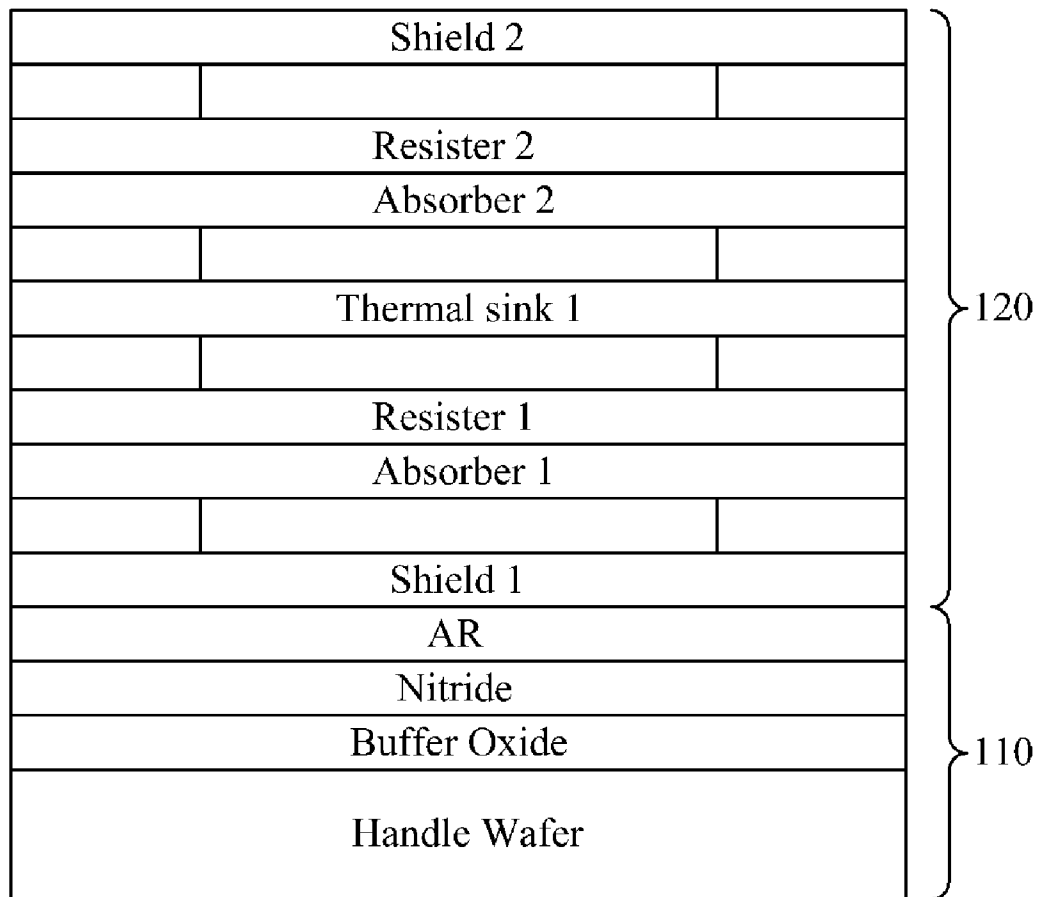 Shield 2
Resister 2
Absorber 2
Thermal sink 1
120
Resister 1
Absorber 1
Shield 1
AR
Nitride
Buffer Oxide
110
Handle Wafer